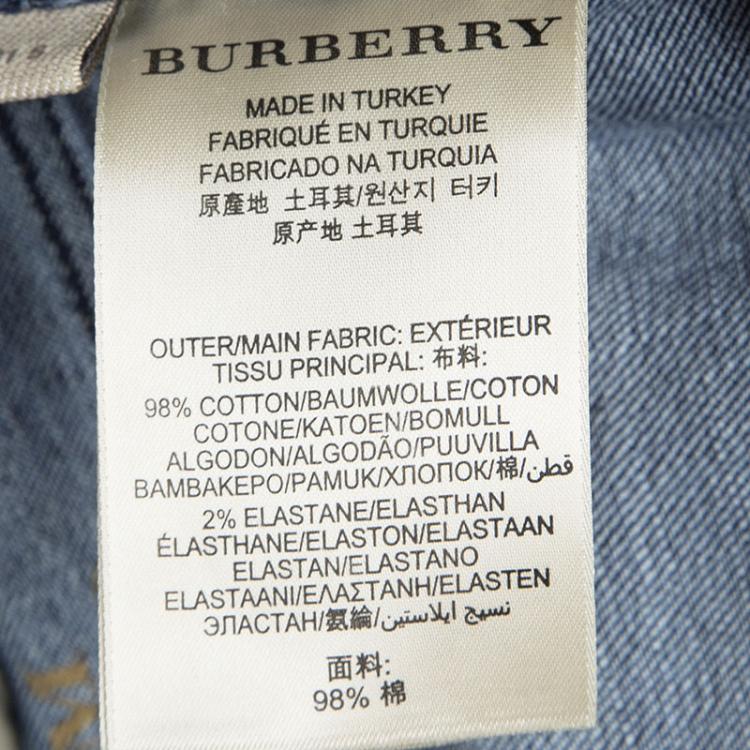 BURBERRY
MADE IN TURKEY
FABRIQUÉ EN TURQUIE
FABRICADO NA TURQUIA
原產地 土耳其/원산지 터키
原产地 土耳其
OUTER/MAIN FABRIC: EXTÉRIEUR
TISSU PRINCIPAL: 布料:
98% COTTON/BAUMWOLLE/COTON
COTONE/KATOEN/BOMULL
ALGODON/ALGODÃO/PUUVILLA
BAMBAKEPO/PAMUK/ХЛОПОК/棉/قطن
2% ELASTANE/ELASTHAN
ÉLASTHANE/ELASTON/ELASTAAN
ELASTAN/ELASTANO
ELASTAANI/ΕΛΑΣΤΑΝΗ/ELASTEN
ЭЛАСТАН/氨綸/نسيج ايلاستين
面料:
98% 棉